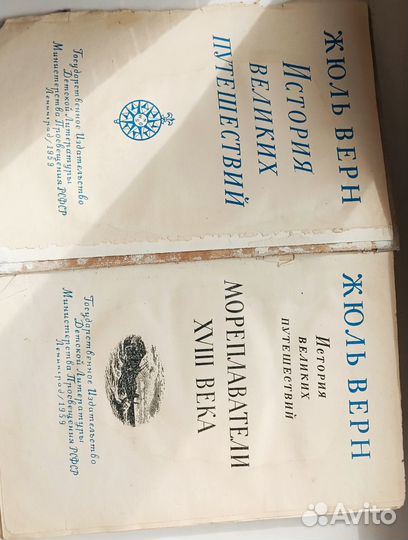 ЖЮЛЬ ВЕРН
ИСТОРИЯ
ВЕЛИКИХ
ПУТЕШЕСТВИЙ
Государственное Издательство
Детской Литературы
Министерства Просвещения РСФСР
Ленинград/1959
ЖЮЛЬ ВЕРН
ИСТОРИЯ
ВЕЛИКИХ
ПУТЕШЕСТВИЙ
МОРЕПЛАВАТЕЛИ
XVIII ВЕКА
Государственное Издательство
Детской Литературы
Министерства Просвещения РСФСР
Ленинград/1959
Avito